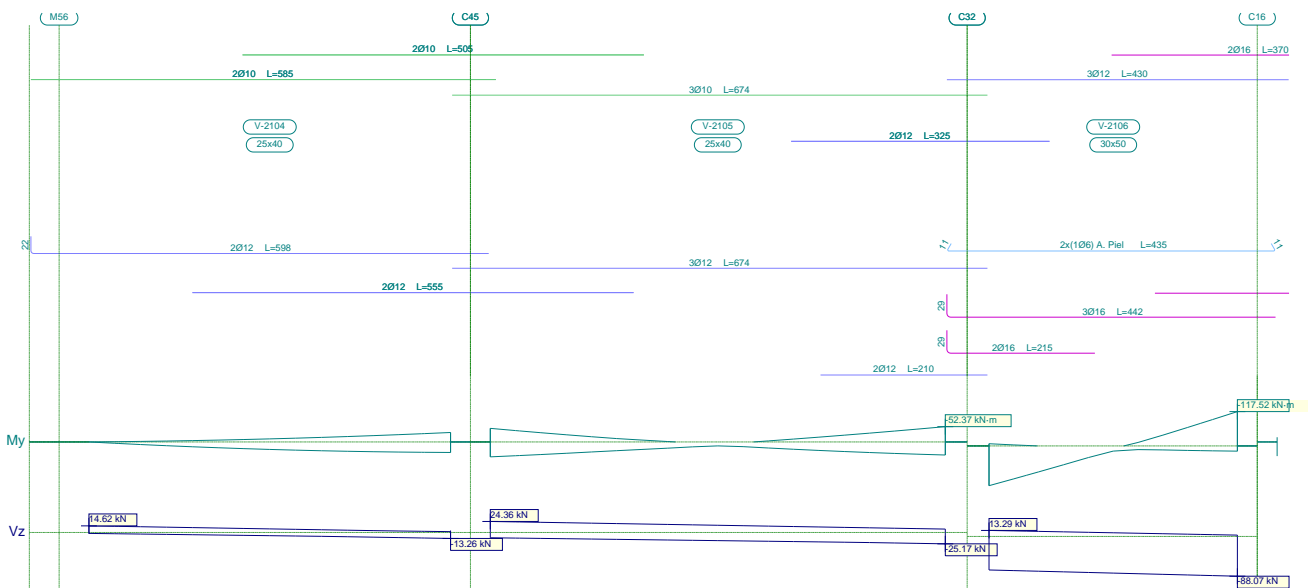 M56 C45 C32 C16
2Ø10 L=505 2Ø16 L=370
2Ø10 L=585 3Ø12 L=430
3Ø10 L=674
V-2104 V-2105 V-2106
25x40 25x40 30x50
2Ø12 L=325
22 2Ø12 L=598 11 2x(1Ø6) A. Piel L=435 11
3Ø12 L=674
2Ø12 L=555
29 3Ø16 L=442
29 2Ø16 L=215
2Ø12 L=210
-117.52 kN·m
-52.37 kN·m
My
14.62 kN 24.36 kN 13.29 kN
Vz
-13.26 kN -25.17 kN
-88.07 kN